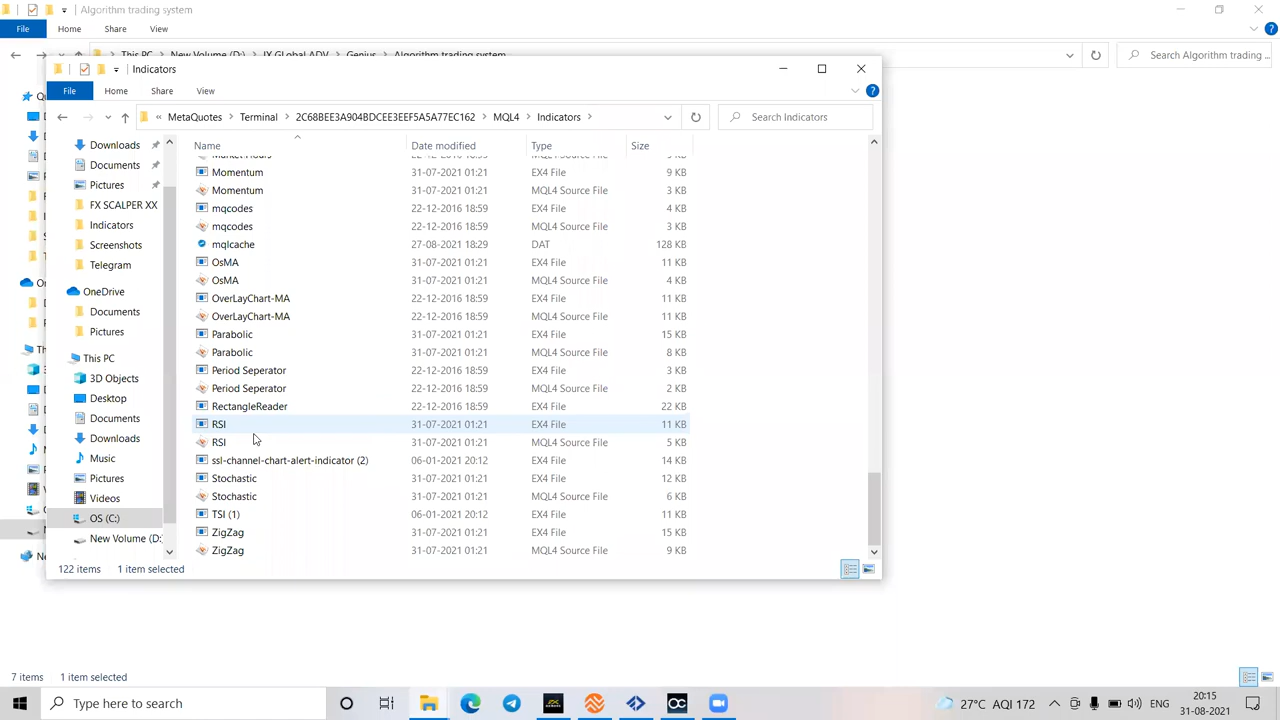 Algorithm trading system
File Home Share View
This PC New Volume (D:) IX GLobal ADV Genius Algorithm trading system
Search Algorithm trading ...
Indicators
File Home Share View
MetaQuotes Terminal 2C68BEE3A904BDCEE3EEF5A5A77EC162 MQL4 Indicators
Search Indicators
Name Date modified Type Size
Downloads
Documents
Pictures
FX SCALPER XX
Indicators
Screenshots
Telegram
OneDrive
Documents
Pictures
This PC
3D Objects
Desktop
Documents
Downloads
Music
Pictures
Videos
OS (C:)
New Volume (D:
Market Hours 22-12-2016 18:59 MQL4 Source File 9 KB
Momentum 31-07-2021 01:21 EX4 File 9 KB
Momentum 31-07-2021 01:21 MQL4 Source File 3 KB
mqcodes 22-12-2016 18:59 EX4 File 4 KB
mqcodes 22-12-2016 18:59 MQL4 Source File 3 KB
mqlcache 27-08-2021 18:29 DAT 128 KB
OsMA 31-07-2021 01:21 EX4 File 11 KB
OsMA 31-07-2021 01:21 MQL4 Source File 4 KB
OverLayChart-MA 22-12-2016 18:59 EX4 File 11 KB
OverLayChart-MA 22-12-2016 18:59 MQL4 Source File 11 KB
Parabolic 31-07-2021 01:21 EX4 File 15 KB
Parabolic 31-07-2021 01:21 MQL4 Source File 8 KB
Period Seperator 22-12-2016 18:59 EX4 File 3 KB
Period Seperator 22-12-2016 18:59 MQL4 Source File 2 KB
RectangleReader 22-12-2016 18:59 EX4 File 22 KB
RSI 31-07-2021 01:21 EX4 File 11 KB
RSI 31-07-2021 01:21 MQL4 Source File 5 KB
ssl-channel-chart-alert-indicator (2) 06-01-2021 20:12 EX4 File 14 KB
Stochastic 31-07-2021 01:21 EX4 File 12 KB
Stochastic 31-07-2021 01:21 MQL4 Source File 6 KB
TSI (1) 06-01-2021 20:12 EX4 File 11 KB
ZigZag 31-07-2021 01:21 EX4 File 15 KB
ZigZag 31-07-2021 01:21 MQL4 Source File 9 KB
122 items 1 item selected
7 items 1 item selected
Type here to search
27°C AQI 172
ENG
20:15
31-08-2021